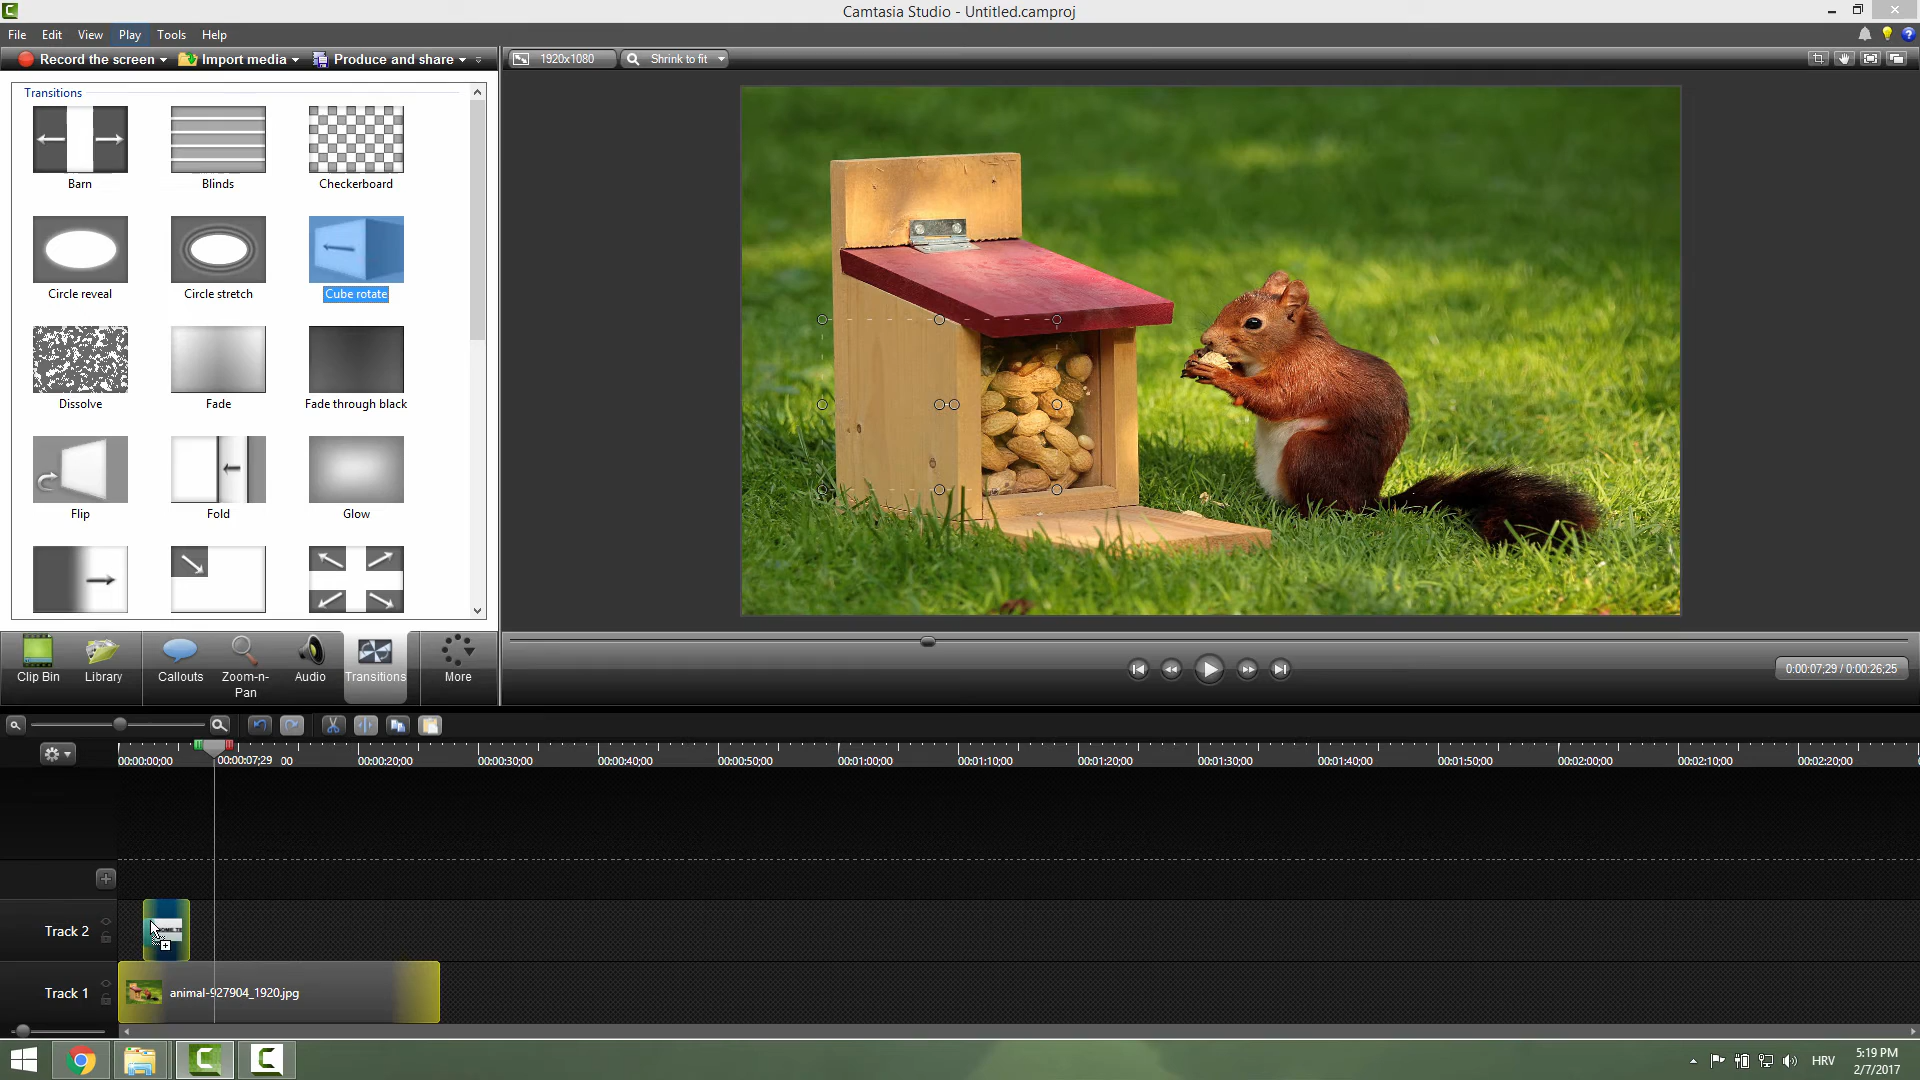 Camtasia Studio - Untitled.camproj
File Edit View Play Tools Help
Record the screen Import media Produce and share 1920x1080 Shrink to fit
Transitions
Barn Blinds Checkerboard
Circle reveal Circle stretch Cube rotate
Dissolve Fade Fade through black
Flip Fold Glow
Clip Bin Library Callouts Zoom-n-Pan Audio Transitions More
0:00:07;29 / 0:00:26;25
00:00:00;00 00:00:07;29 00 00:00:20;00 00:00:30;00 00:00:40;00 00:00:50;00 00:01:00;00 00:01:10;00 00:01:20;00 00:01:30;00 00:01:40;00 00:01:50;00 00:02:00;00 00:02:10;00 00:02:20;00
Track 2
Track 1 animal-927904_1920.jpg
HRV 5:19 PM
2/7/2017